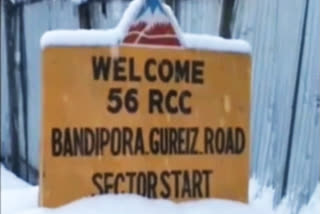 WELCOME
56 RCC
BANDIPORA.GUREIZ.ROAD
SECTOR START